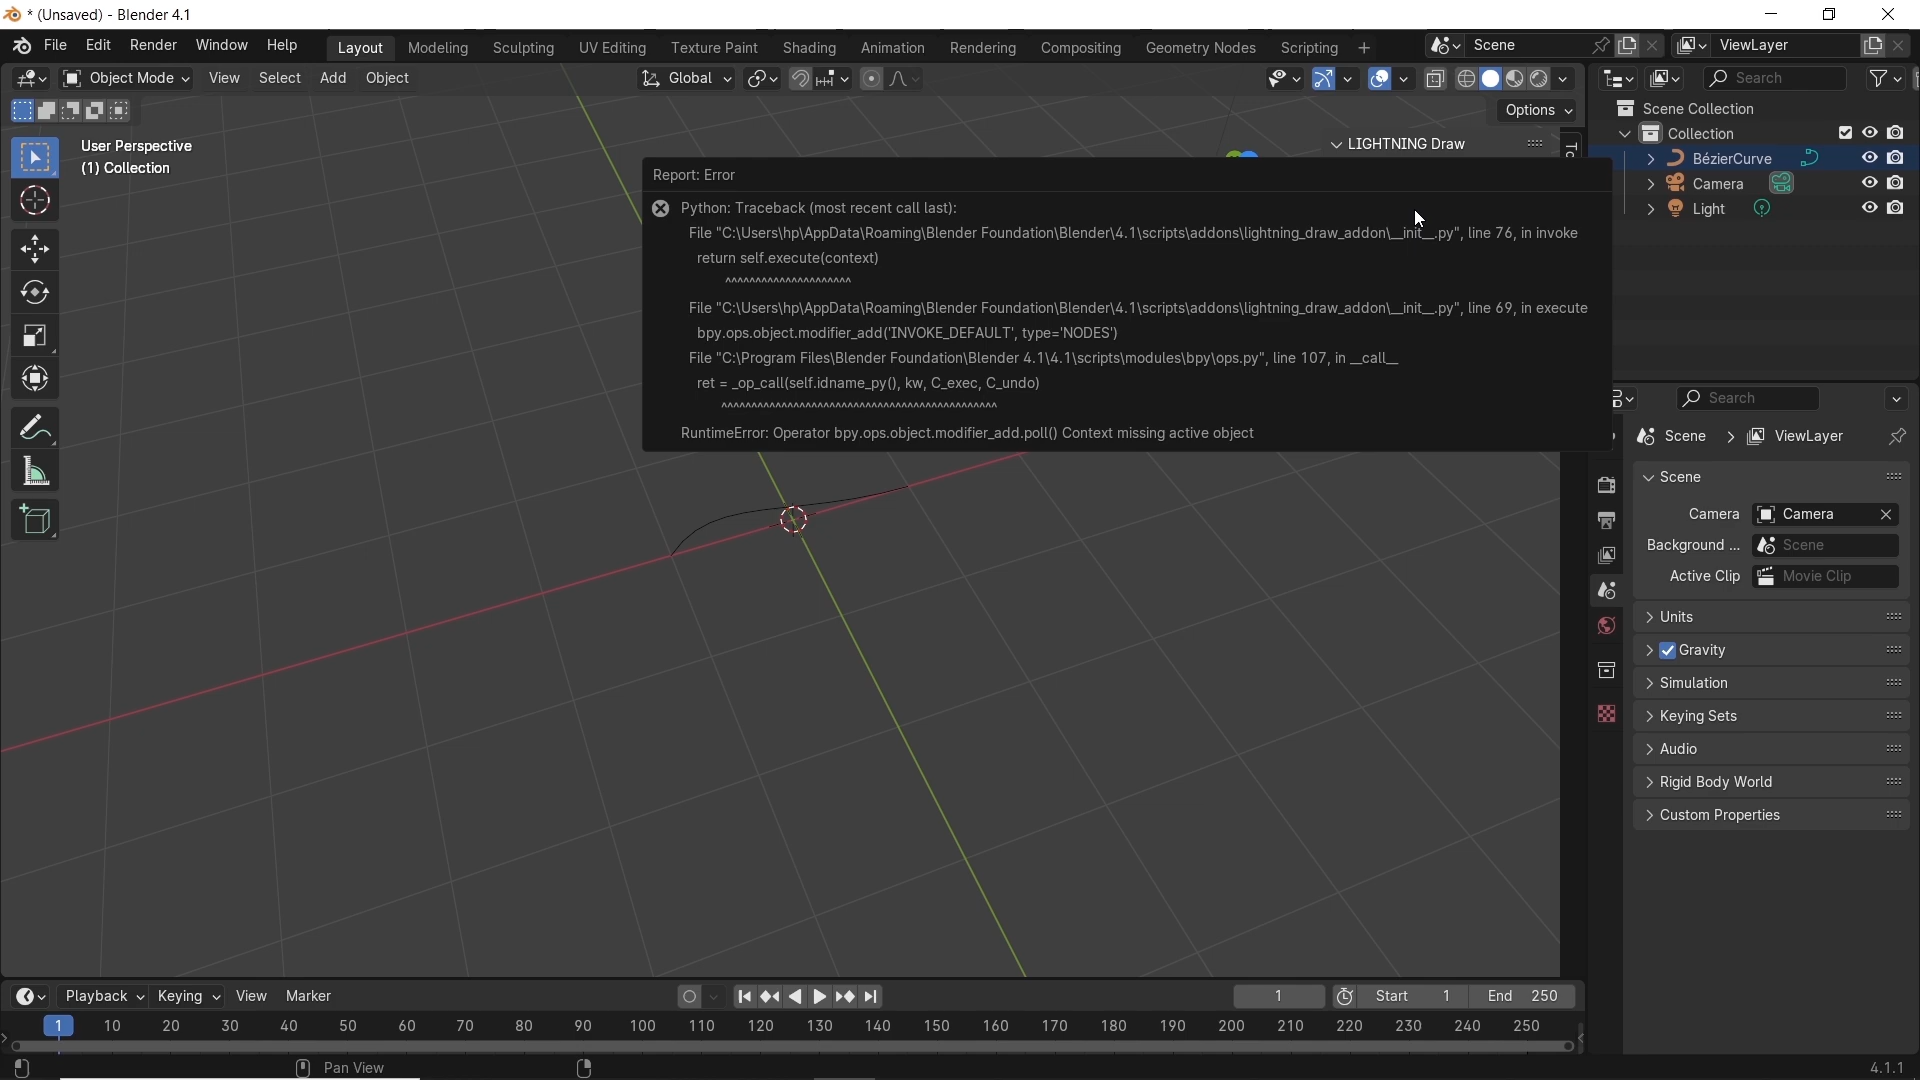 * (Unsaved) - Blender 4.1
File Edit Render Window Help Layout Modeling Sculpting UV Editing Texture Paint Shading Animation Rendering Compositing Geometry Nodes Scripting + Scene ViewLayer
Object Mode View Select Add Object Global Search
Options
Scene Collection
Collection
BézierCurve
Camera
Light
User Perspective
(1) Collection
LIGHTNING Draw
Report: Error
Python: Traceback (most recent call last):
File "C:\Users\hp\AppData\Roaming\Blender Foundation\Blender\4.1\scripts\addons\lightning_draw_addon\__init__.py", line 76, in invoke
return self.execute(context)
^^^^^^^^^^^^^^^^^^^^^
File "C:\Users\hp\AppData\Roaming\Blender Foundation\Blender\4.1\scripts\addons\lightning_draw_addon\__init__.py", line 69, in execute
bpy.ops.object.modifier_add('INVOKE_DEFAULT', type='NODES')
File "C:\Program Files\Blender Foundation\Blender 4.1\4.1\scripts\modules\bpy\ops.py", line 107, in __call__
ret = _op_call(self.idname_py(), kw, C_exec, C_undo)
^^^^^^^^^^^^^^^^^^^^^^^^^^^^^^^^^^^^^^^^^^^^^^
RuntimeError: Operator bpy.ops.object.modifier_add.poll() Context missing active object
Search
Scene > ViewLayer
Scene
Camera Camera
Background ... Scene
Active Clip Movie Clip
Units
Gravity
Simulation
Keying Sets
Audio
Rigid Body World
Custom Properties
Playback Keying View Marker 1 Start 1 End 250
1 10 20 30 40 50 60 70 80 90 100 110 120 130 140 150 160 170 180 190 200 210 220 230 240 250
Pan View 4.1.1